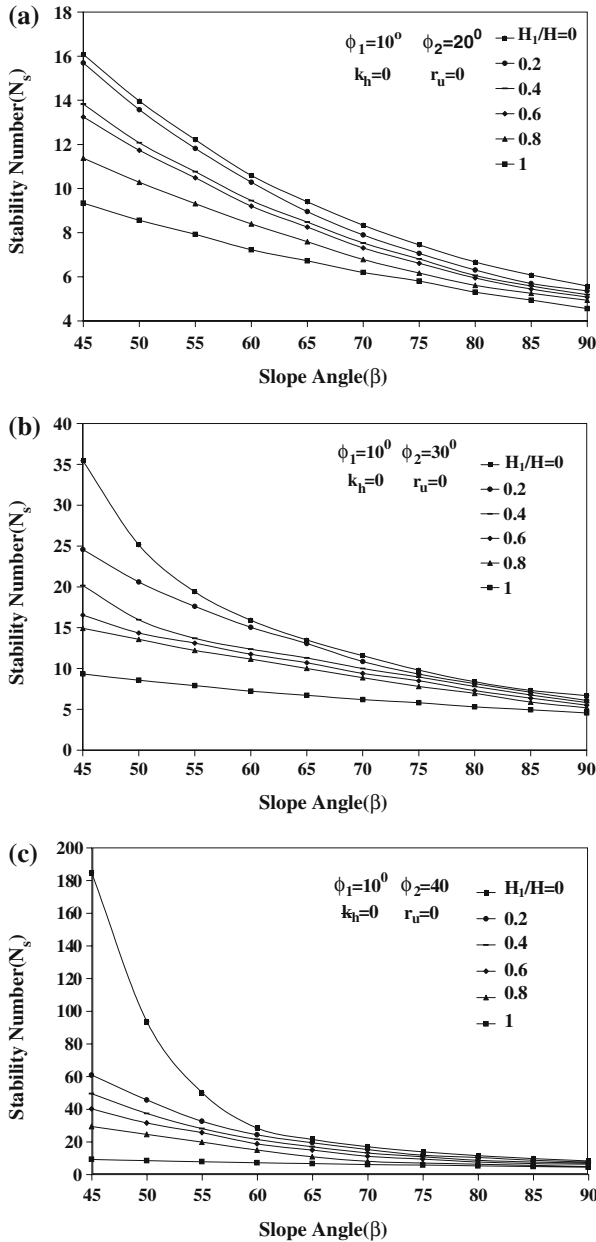 (a)
Stability Number(Nₛ)
18
16
14
12
10
8
6
4
ϕ₁=10⁰ ϕ₂=20⁰
kₕ=0 rᵤ=0
H₁/H=0
0.2
0.4
0.6
0.8
1
45 50 55 60 65 70 75 80 85 90
Slope Angle(β)
(b)
Stability Number(Nₛ)
40
35
30
25
20
15
10
5
0
ϕ₁=10⁰ ϕ₂=30⁰
kₕ=0 rᵤ=0
H₁/H=0
0.2
0.4
0.6
0.8
1
45 50 55 60 65 70 75 80 85 90
Slope Angle(β)
(c)
Stability Number(Nₛ)
200
180
160
140
120
100
80
60
40
20
0
ϕ₁=10⁰ ϕ₂=40
kₕ=0 rᵤ=0
H₁/H=0
0.2
0.4
0.6
0.8
1
45 50 55 60 65 70 75 80 85 90
Slope Angle(β)